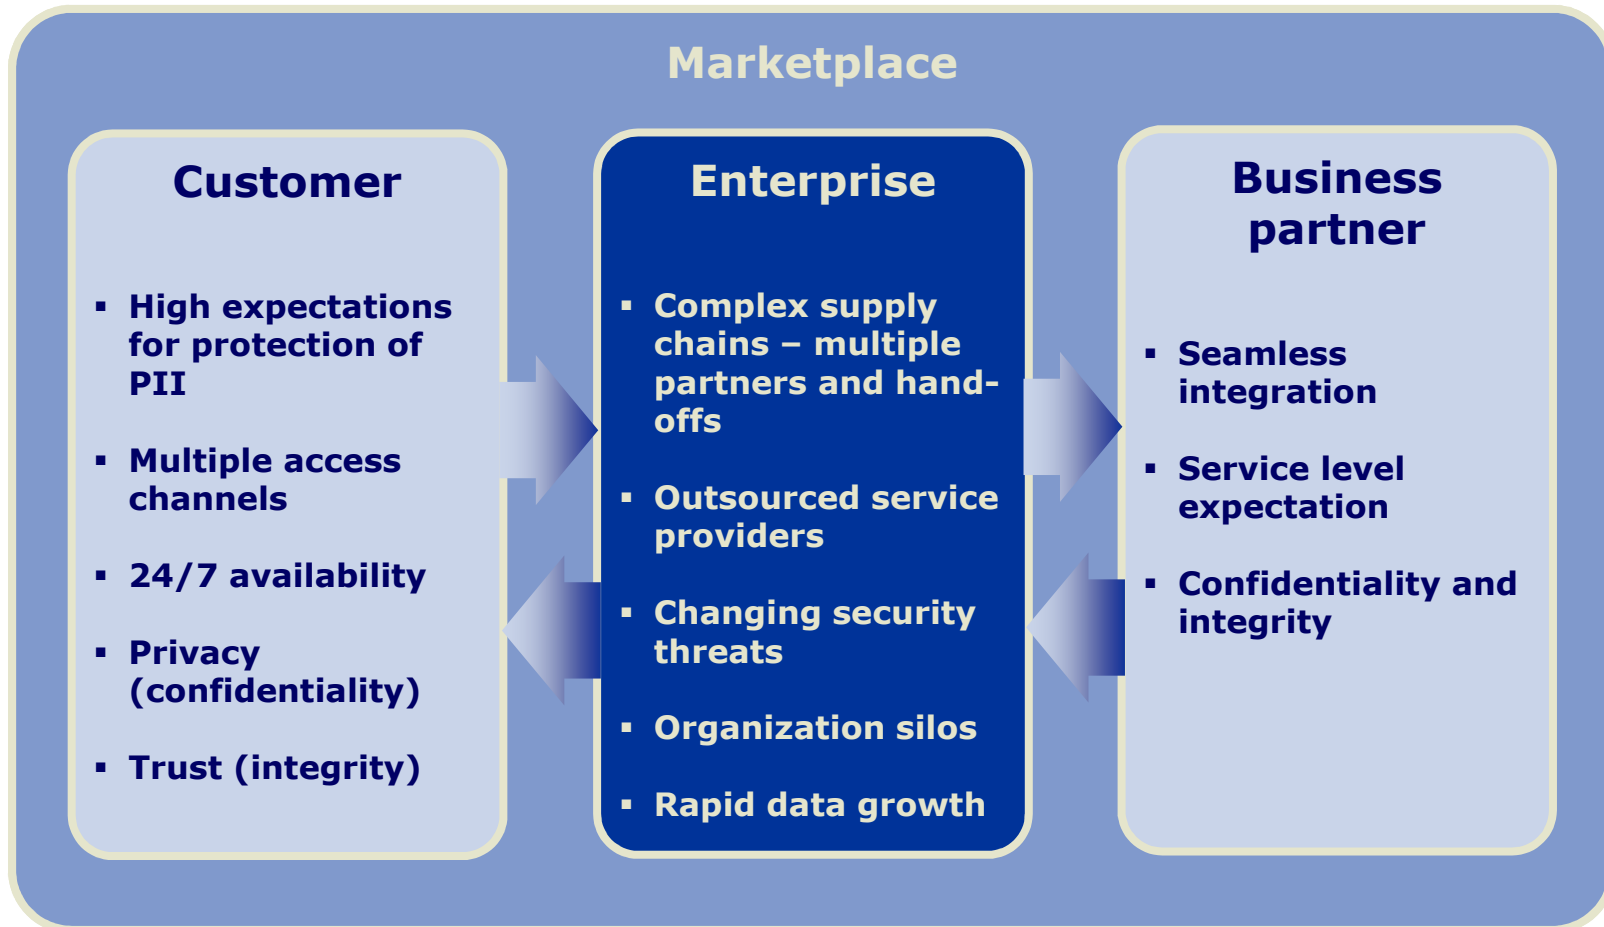 Marketplace
Customer
▪ High expectations
for protection of
PII
▪ Multiple access
channels
▪ 24/7 availability
▪ Privacy
(confidentiality)
▪ Trust (integrity)
Enterprise
▪ Complex supply
chains – multiple
partners and hand-
offs
▪ Outsourced service
providers
▪ Changing security
threats
▪ Organization silos
▪ Rapid data growth
Business
partner
▪ Seamless
integration
▪ Service level
expectation
▪ Confidentiality and
integrity